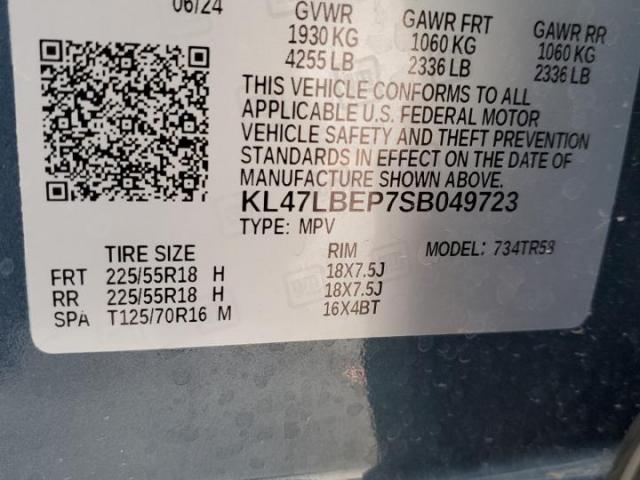 06/24
GVWR GAWR FRT GAWR RR
1930 KG 1060 KG 1060 KG
4255 LB 2336 LB 2336 LB
THIS VEHICLE CONFORMS TO ALL
APPLICABLE U.S. FEDERAL MOTOR
VEHICLE SAFETY AND THEFT PREVENTION
STANDARDS IN EFFECT ON THE DATE OF
MANUFACTURE SHOWN ABOVE.
KL47LBEP7SB049723
TYPE: MPV MODEL: 734TR58
TIRE SIZE RIM
FRT 225/55R18 H 18X7.5J
RR 225/55R18 H 18X7.5J
SPA T125/70R16 M 16X4BT